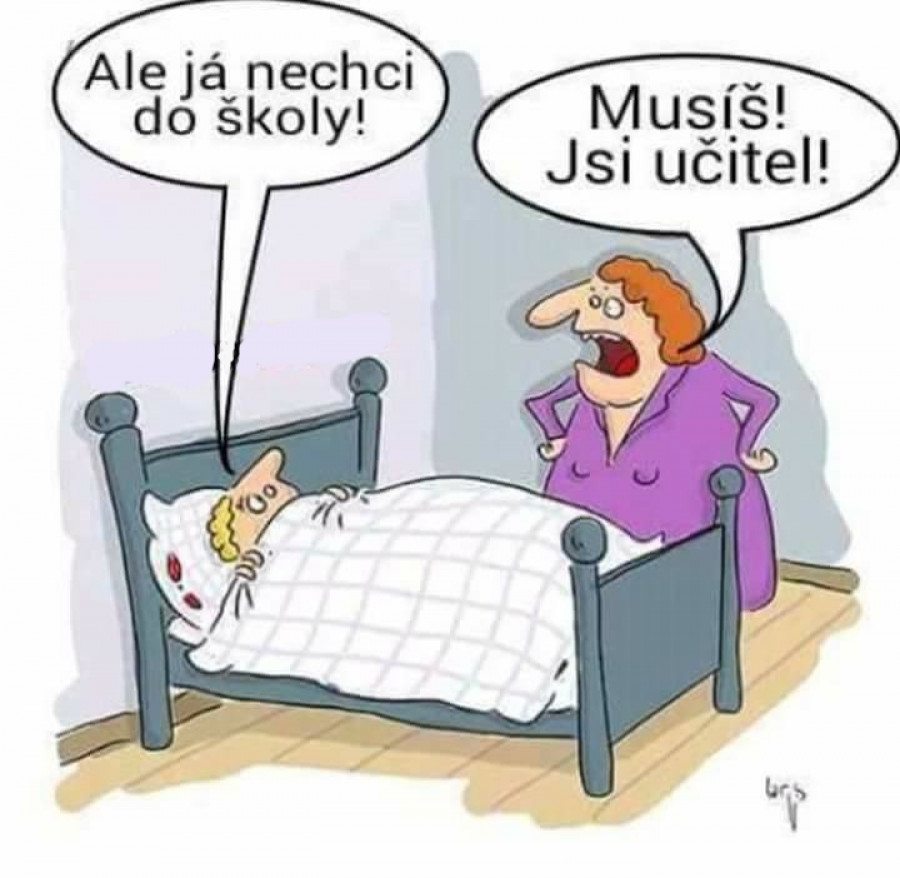 Ale já nechci
do školy!
Musíš!
Jsi učitel!